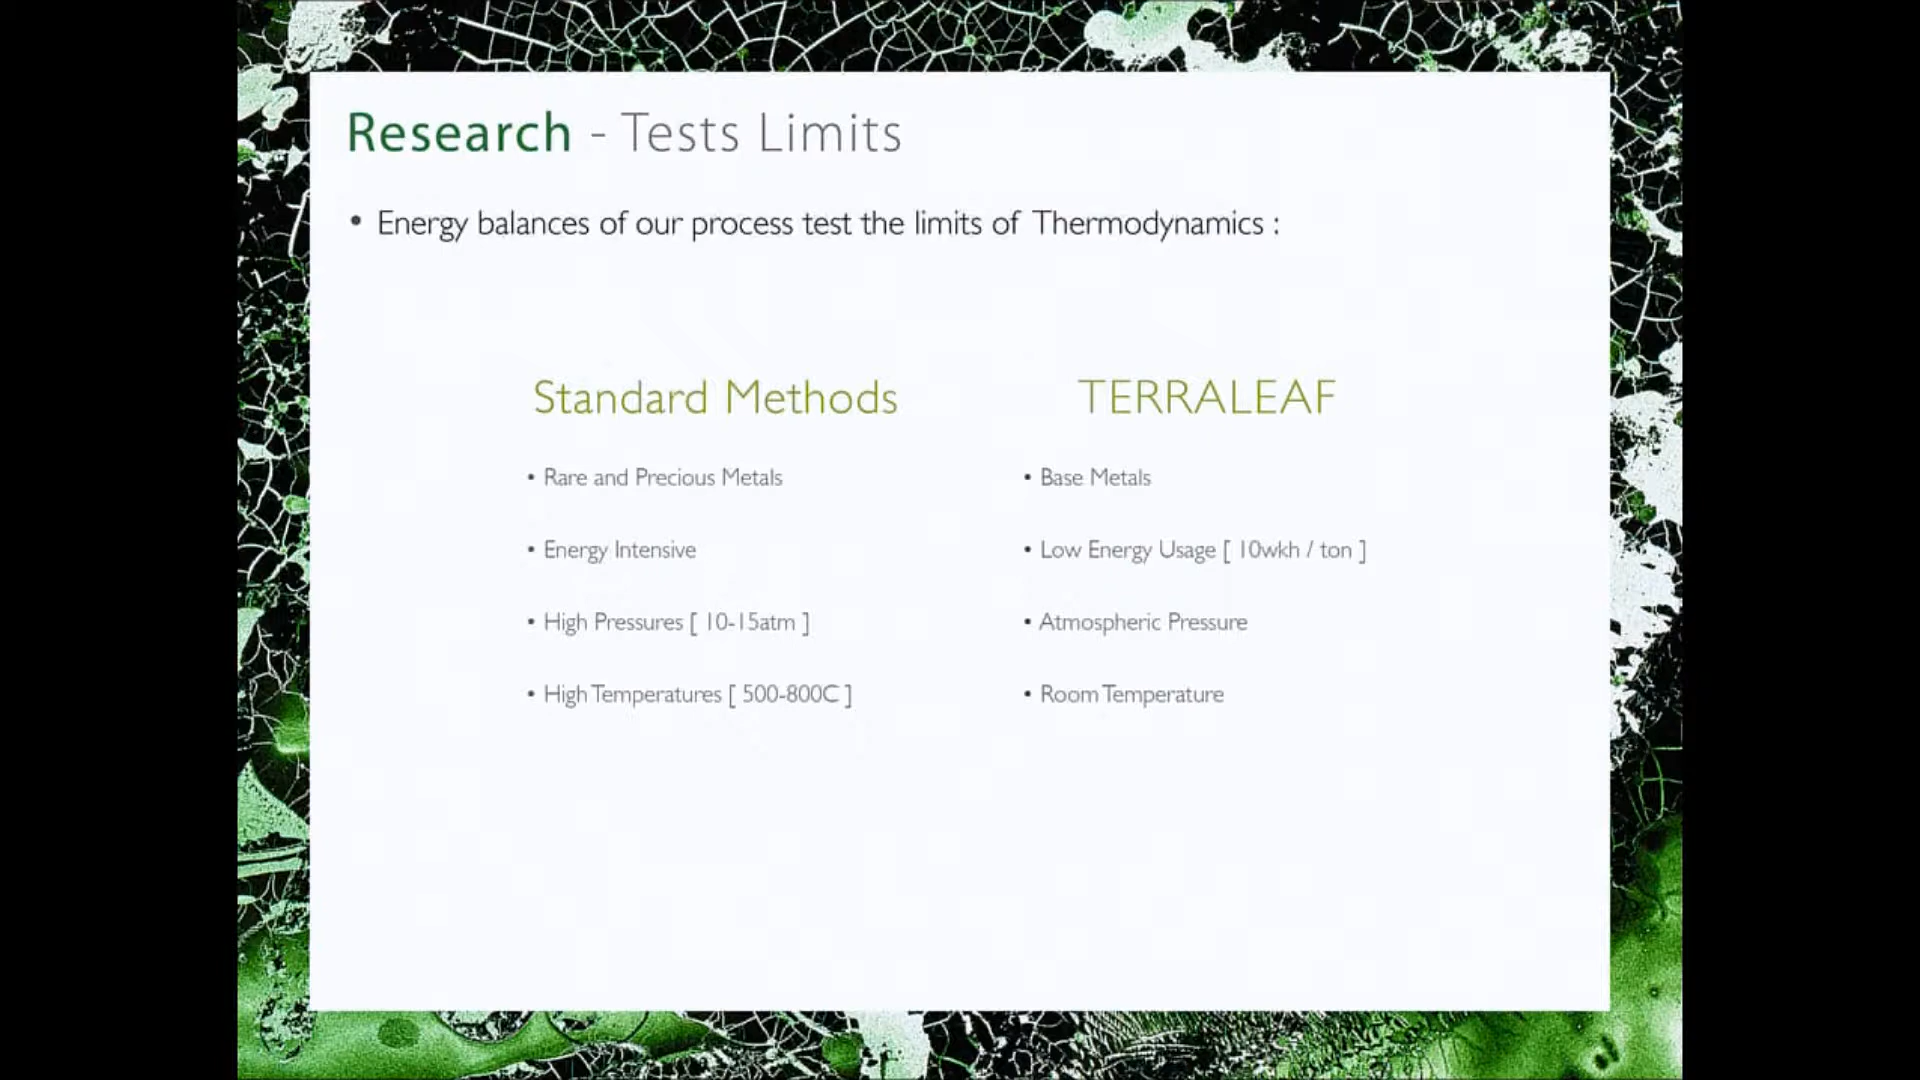 Research - Tests Limits
• Energy balances of our process test the limits of Thermodynamics :
Standard Methods
• Rare and Precious Metals
• Energy Intensive
• High Pressures [ 10-15atm ]
• High Temperatures [ 500-800C ]
TERRALEAF
• Base Metals
• Low Energy Usage [ 10wkh / ton ]
• Atmospheric Pressure
• Room Temperature